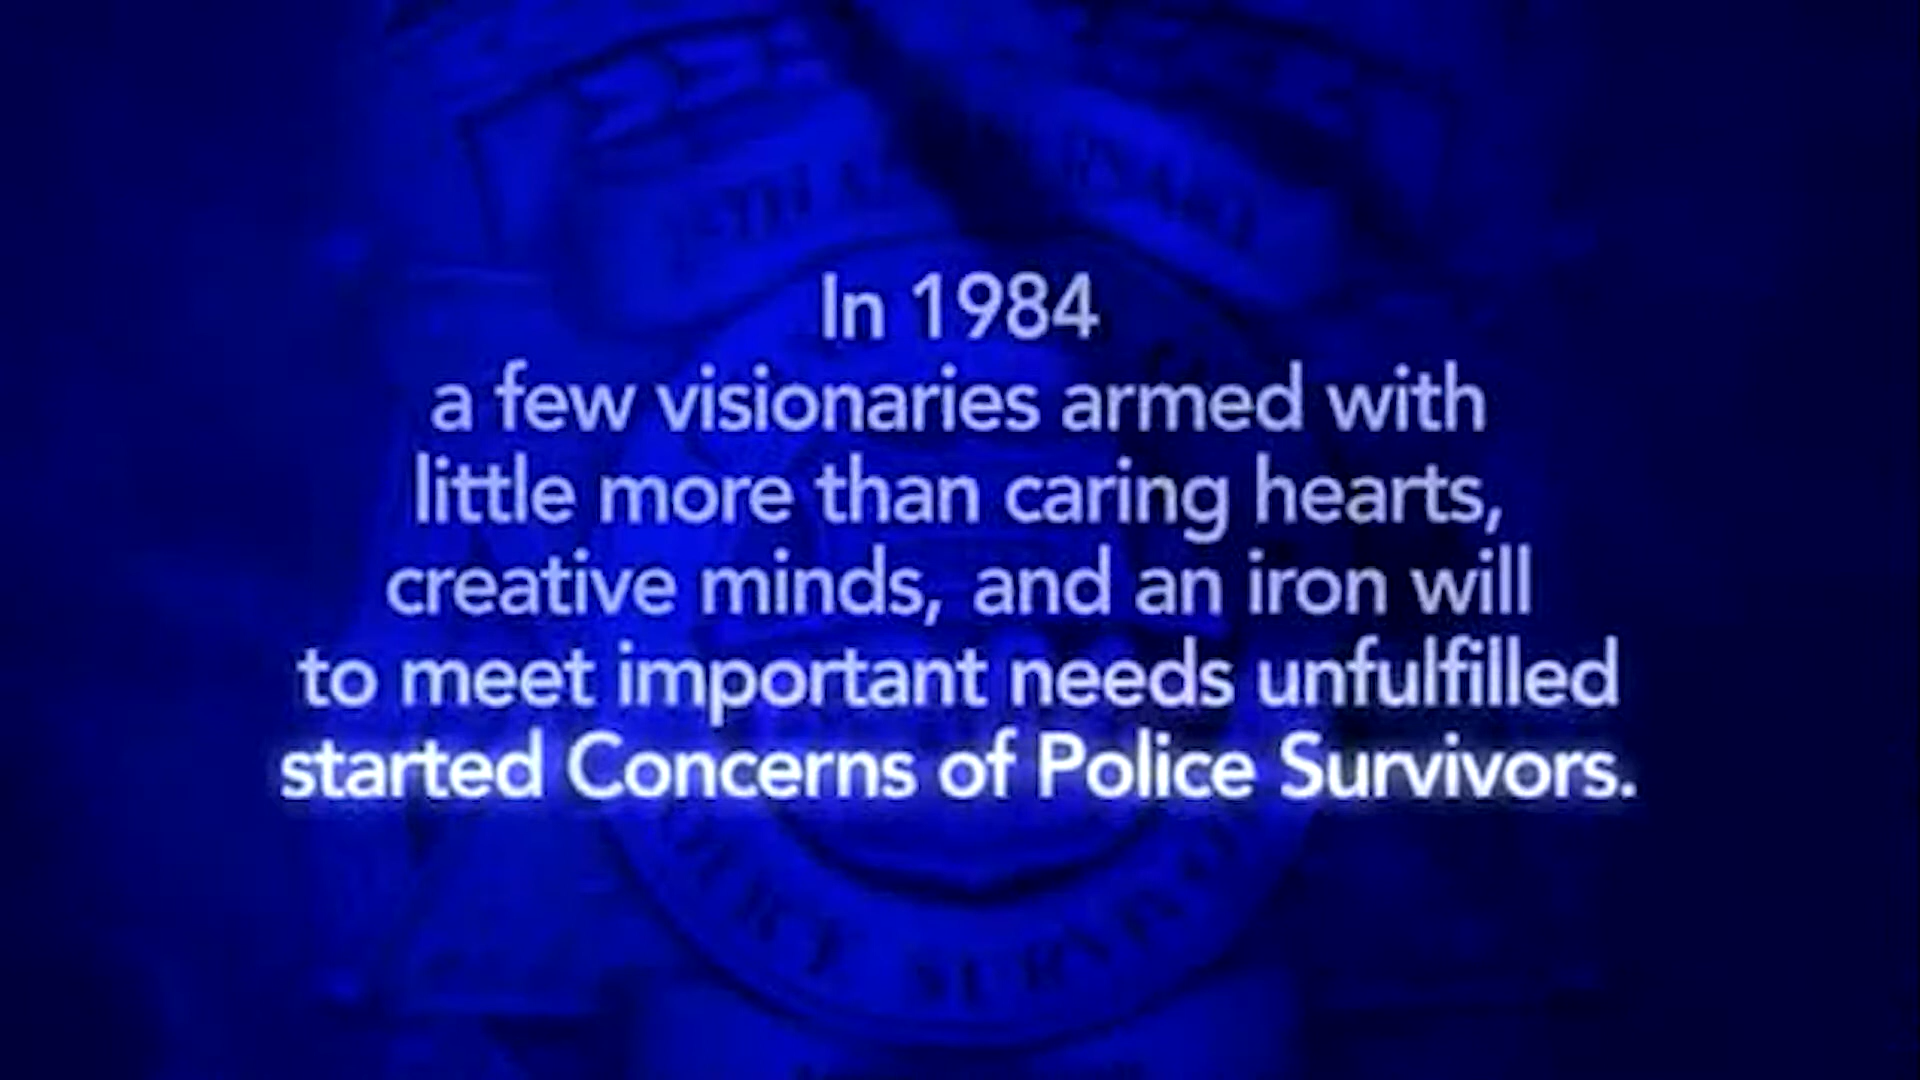 In 1984
a few visionaries armed with
little more than caring hearts,
creative minds, and an iron will
to meet important needs unfulfilled
started Concerns of Police Survivors.